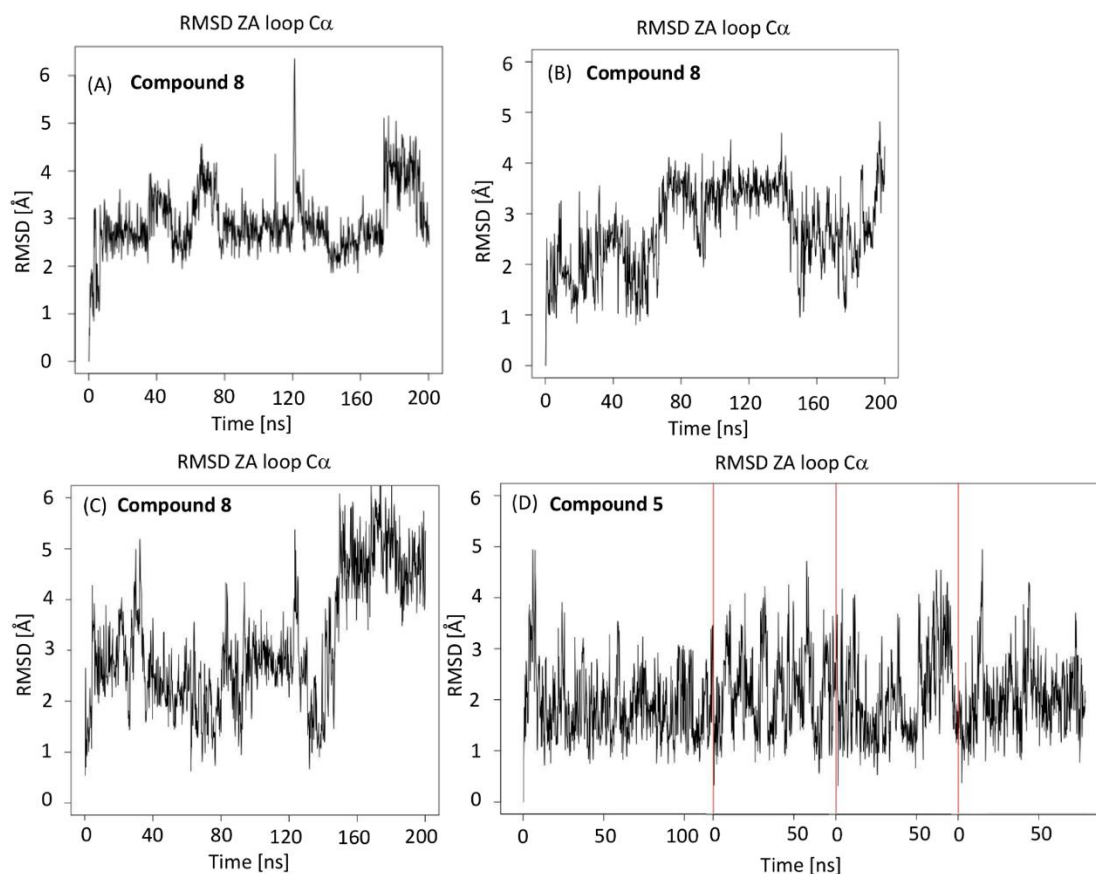 RMSD ZA loop Cα
(A) Compound 8
RMSD [Å]
6
5
4
3
2
1
0
0 40 80 120 160 200
Time [ns]
RMSD ZA loop Cα
(B) Compound 8
RMSD [Å]
6
5
4
3
2
1
0
0 40 80 120 160 200
Time [ns]
RMSD ZA loop Cα
(C) Compound 8
RMSD [Å]
6
5
4
3
2
1
0
0 40 80 120 160 200
Time [ns]
RMSD ZA loop Cα
(D) Compound 5
RMSD [Å]
6
5
4
3
2
1
0
0 50 100 0 50 0 50 0 50
Time [ns]